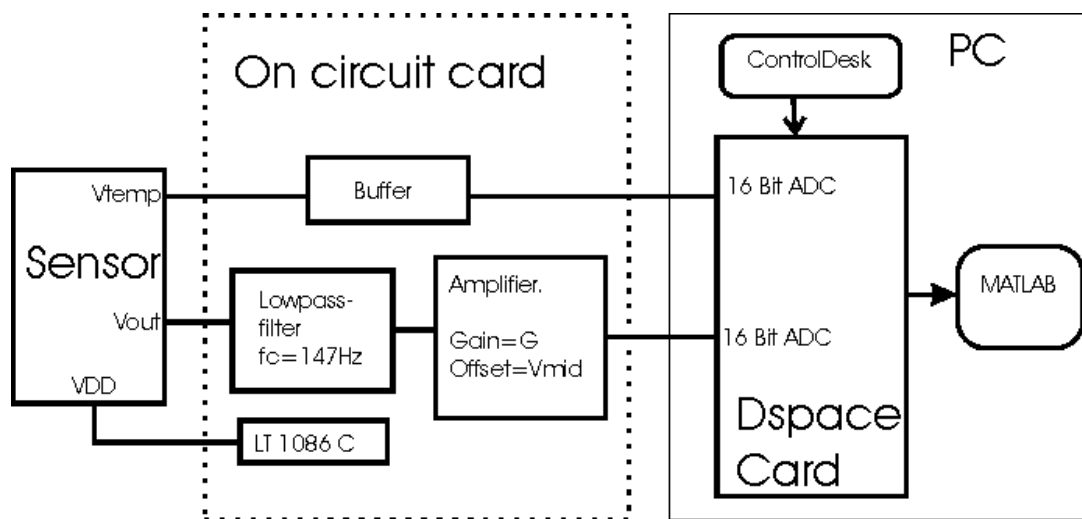 On circuit card
PC
ControlDesk
Vtemp
Buffer
16 Bit ADC
Sensor
Vout
VDD
Lowpass-
filter
fc=147Hz
Amplifier.
Gain=G
Offset=Vmid
16 Bit ADC
MATLAB
LT 1086 C
Dspace
Card